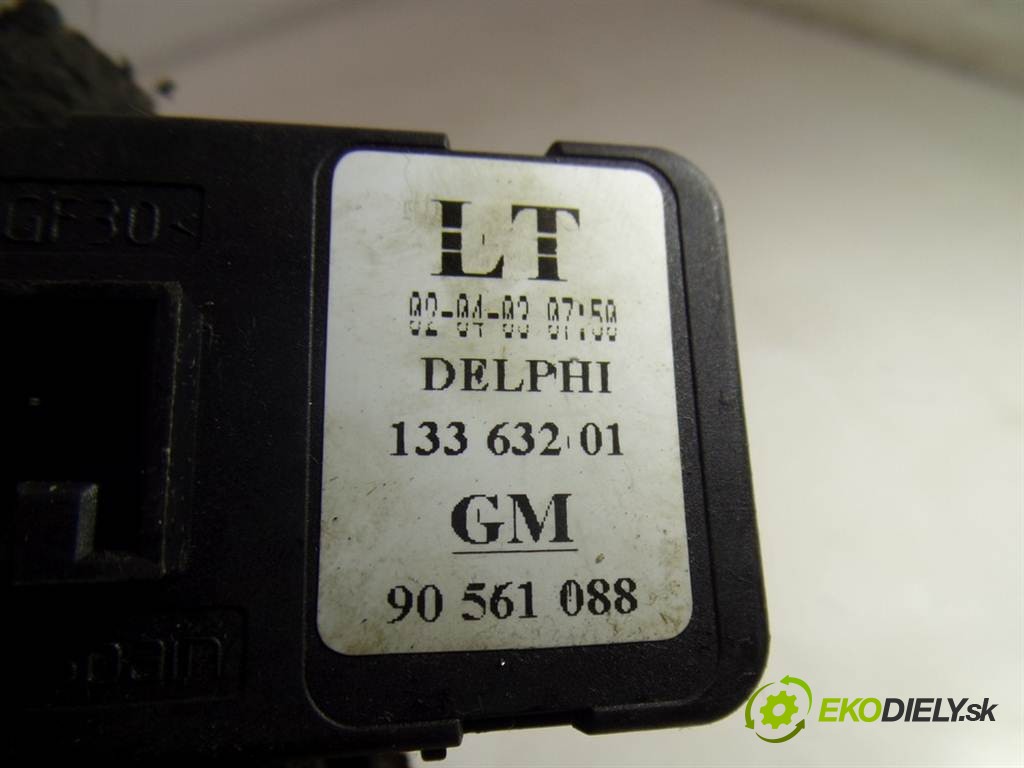 GF30<
LT
02-04-03 07:50
DELPHI
133 632 01
GM
90 561 088
EKODIELY.sk